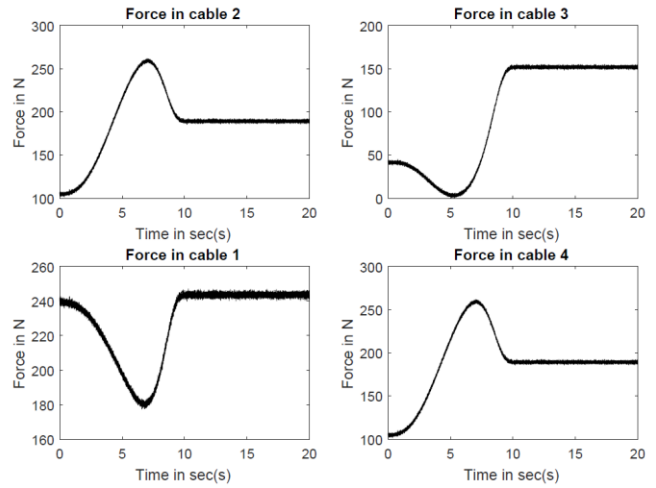 Force in cable 2
Force in N
300
250
200
150
100
0 5 10 15 20
Time in sec(s)
Force in cable 3
Force in N
150
100
50
0
0 5 10 15 20
Time in sec(s)
Force in cable 1
Force in N
260
240
220
200
180
160
0 5 10 15 20
Time in sec(s)
Force in cable 4
Force in N
300
250
200
150
100
0 5 10 15 20
Time in sec(s)